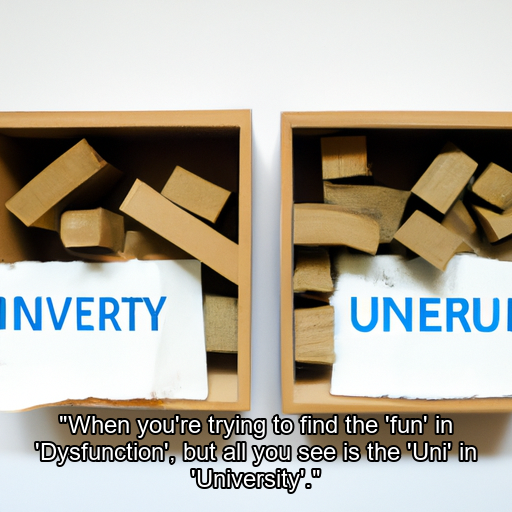 INVERTY
UNERUI
"When you're trying to find the 'fun' in
'Dysfunction', but all you see is the 'Uni' in
'University'."